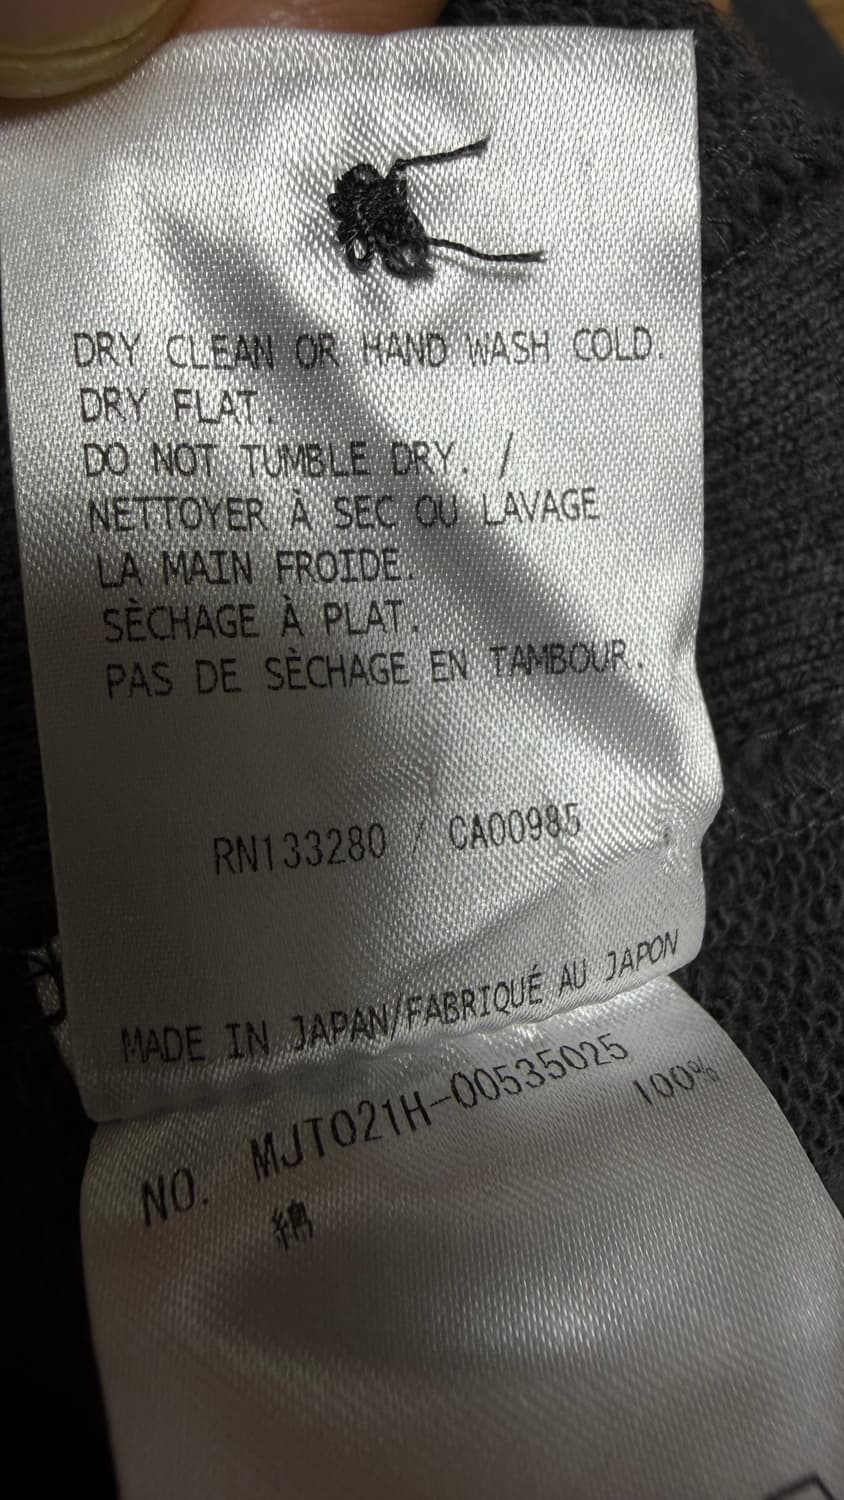 DRY CLEAN OR HAND WASH COLD.
DRY FLAT.
DO NOT TUMBLE DRY. /
NETTOYER À SEC OU LAVAGE
LA MAIN FROIDE.
SÈCHAGE À PLAT.
PAS DE SÈCHAGE EN TAMBOUR.
RN133280 / CA00985
MADE IN JAPAN/FABRIQUÉ AU JAPON
NO. MJT021H-00535025
綿 100%